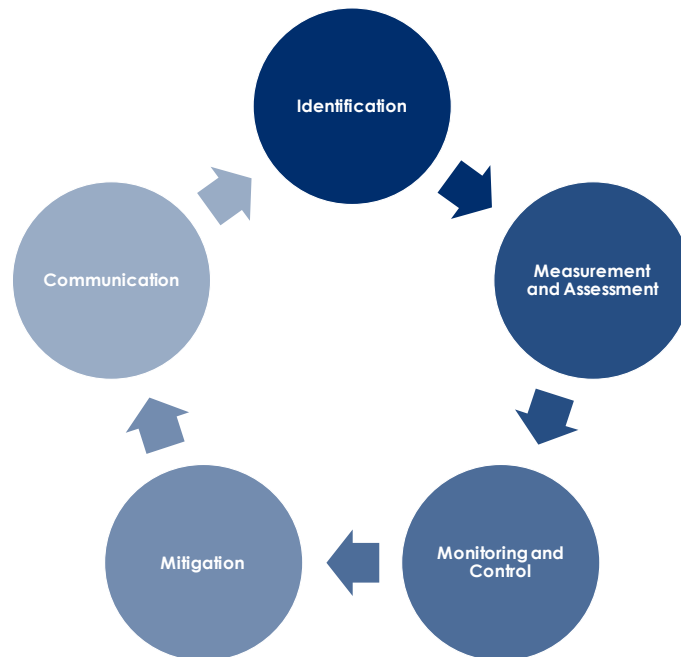 Identification
Measurement
and Assessment
Monitoring and
Control
Mitigation
Communication